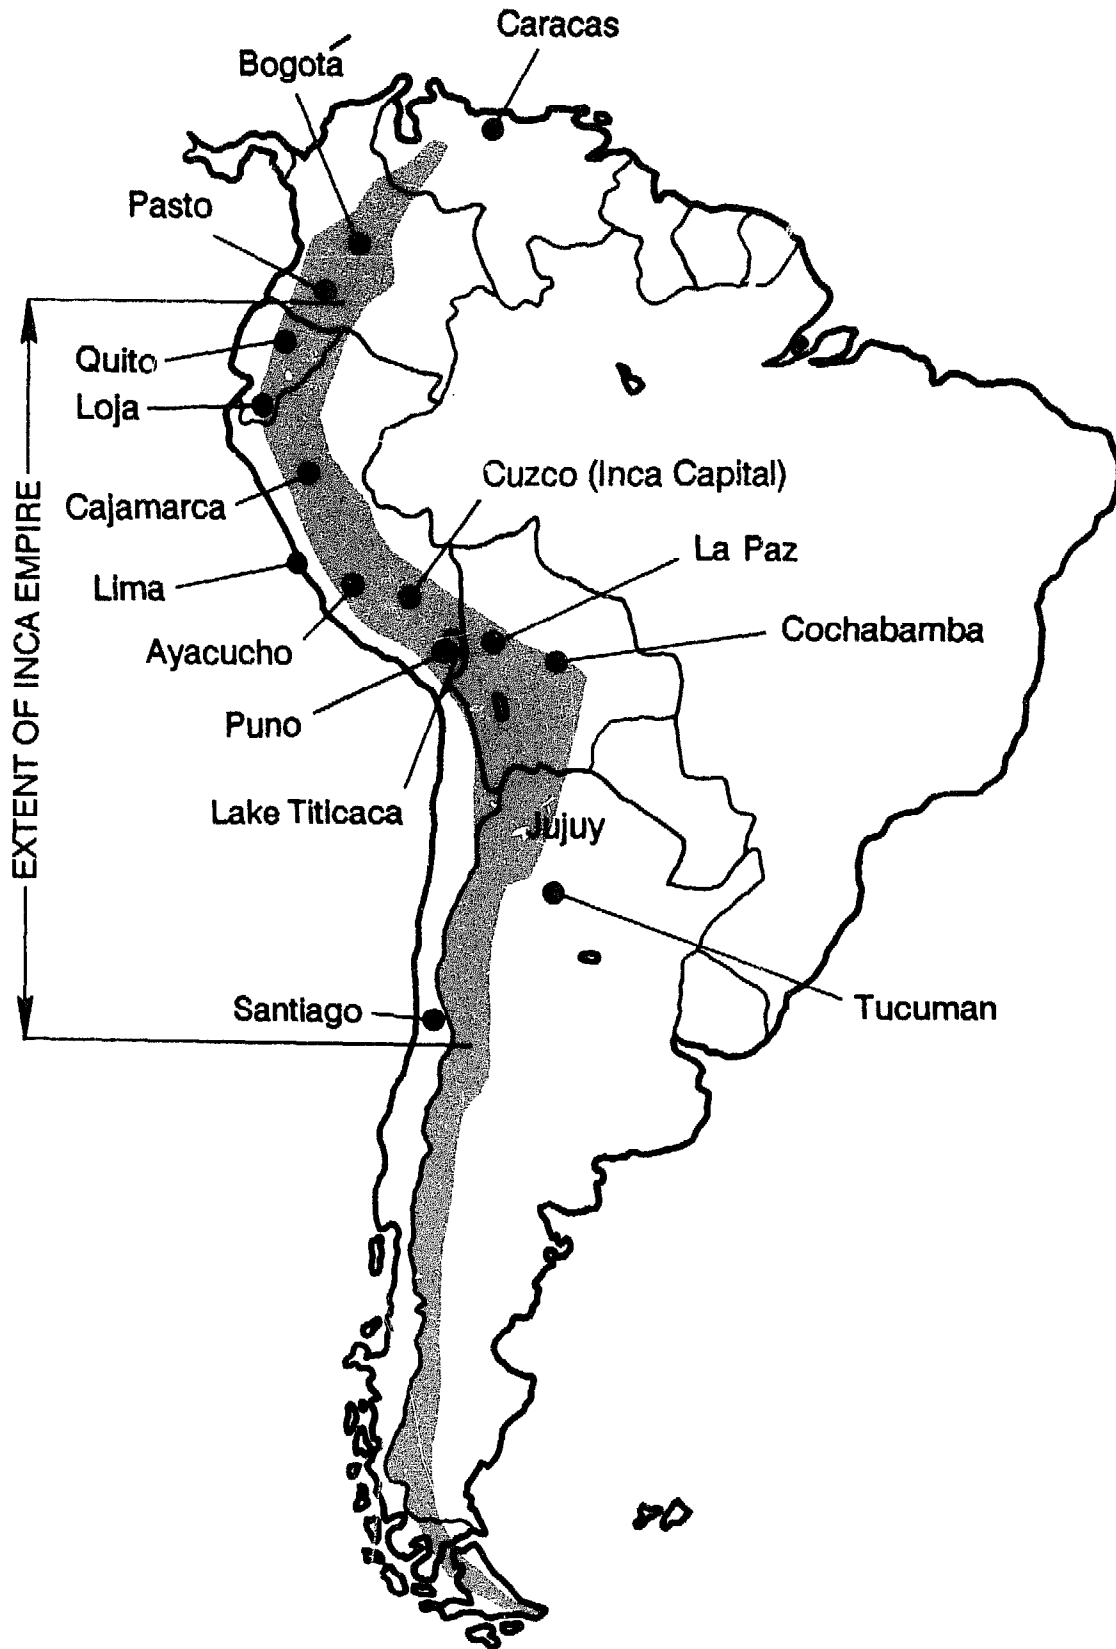 Caracas
Bogotá
Pasto
Quito
Loja
Cajamarca
Cuzco (Inca Capital)
La Paz
Lima
Cochabamba
Ayacucho
Puno
Lake Titicaca
Jujuy
Tucuman
Santiago
EXTENT OF INCA EMPIRE